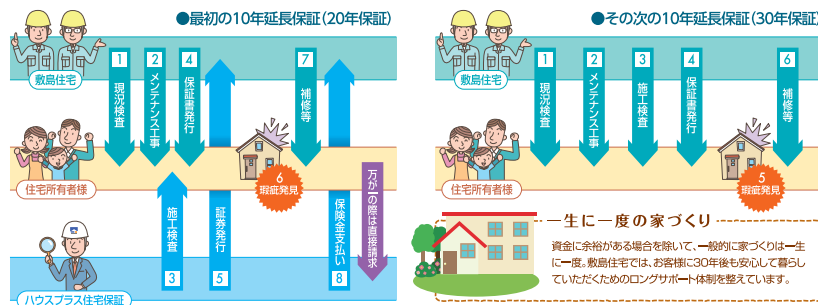 ●最初の10年延長保証(20年保証)
敷島住宅
1
現況検査
2
メンテナンス工事
4
保証書発行
7
補修等
住宅所有者様
6
瑕疵発見
施工検査
3
証券発行
5
保険金支払い
8
万が一の際は直接請求
ハウスプラス住宅保証
●その次の10年延長保証(30年保証)
敷島住宅
1
現況検査
2
メンテナンス工事
3
施工検査
4
保証書発行
6
補修等
住宅所有者様
5
瑕疵発見
一生に一度の家づくり
資金に余裕がある場合を除いて、一般的に家づくりは一生
に一度。敷島住宅では、お客様に30年後も安心して暮らし
ていただくためのロングサポート体制を整えています。